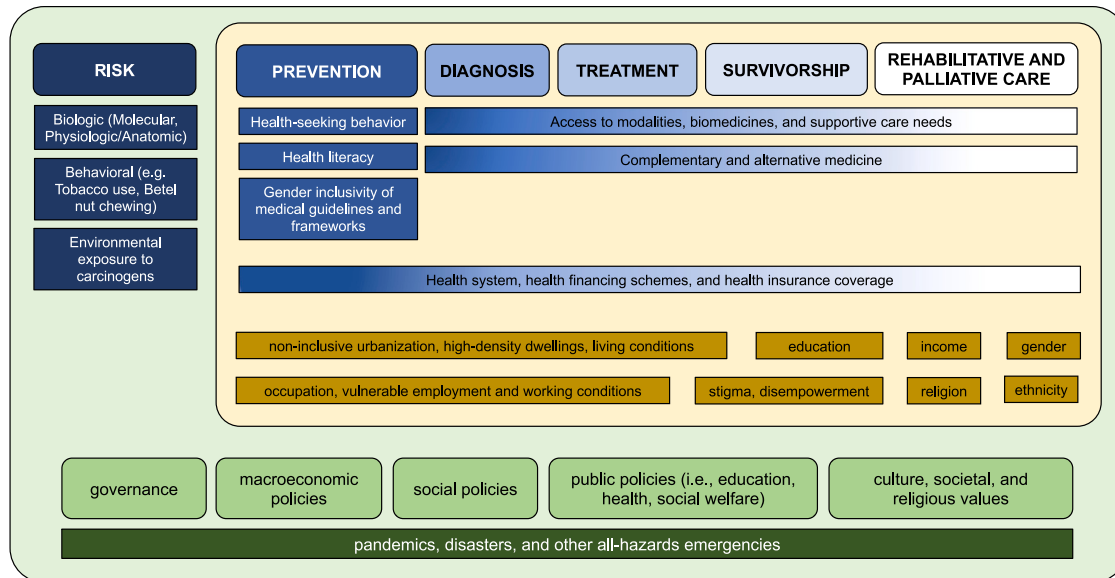 RISK
PREVENTION
DIAGNOSIS
TREATMENT
SURVIVORSHIP
REHABILITATIVE AND
PALLIATIVE CARE
Biologic (Molecular,
Physiologic/Anatomic)
Behavioral (e.g.
Tobacco use, Betel
nut chewing)
Environmental
exposure to
carcinogens
Health-seeking behavior
Health literacy
Gender inclusivity of
medical guidelines and
frameworks
Access to modalities, biomedicines, and supportive care needs
Complementary and alternative medicine
Health system, health financing schemes, and health insurance coverage
non-inclusive urbanization, high-density dwellings, living conditions
education
income
gender
occupation, vulnerable employment and working conditions
stigma, disempowerment
religion
ethnicity
governance
macroeconomic
policies
social policies
public policies (i.e., education,
health, social welfare)
culture, societal, and
religious values
pandemics, disasters, and other all-hazards emergencies